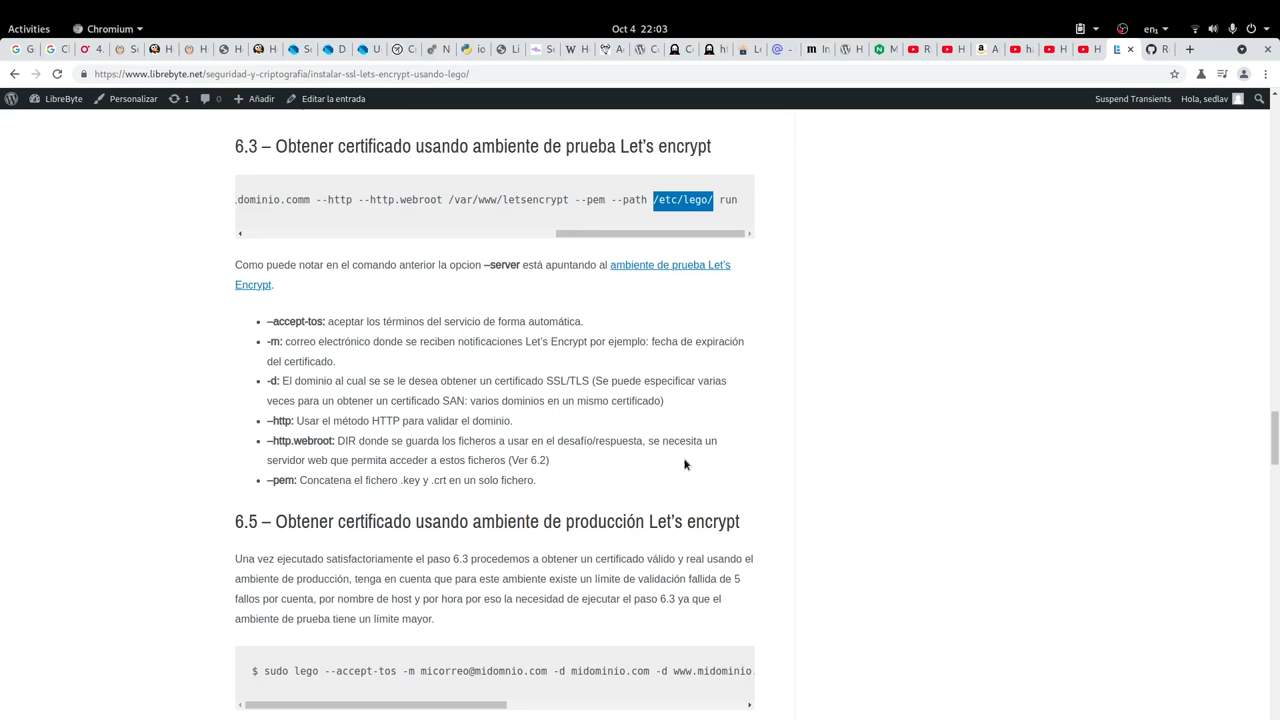 Activities
Chromium
Oct 4 22:03
en₁
G
C
4.
S
H
H
H
H
S
D
U
C
N
io
Li
S
W H
A
C
C
h
L
-
In
H
N
R
H
A
h
H
H
R
https://www.librebyte.net/seguridad-y-criptografia/instalar-ssl-lets-encrypt-usando-lego/
LibreByte
Personalizar
1
0
Añadir
Editar la entrada
Suspend Transients
Hola, sedlav
6.3 – Obtener certificado usando ambiente de prueba Let’s encrypt
dominio.comm --http --http.webroot /var/www/letsencrypt --pem --path /etc/lego/ run
Como puede notar en el comando anterior la opcion –server está apuntando al ambiente de prueba Let’s
Encrypt.
–accept-tos: aceptar los términos del servicio de forma automática.
-m: correo electrónico donde se reciben notificaciones Let’s Encrypt por ejemplo: fecha de expiración
del certificado.
-d: El dominio al cual se se le desea obtener un certificado SSL/TLS (Se puede especificar varias
veces para un obtener un certificado SAN: varios dominios en un mismo certificado)
–http: Usar el método HTTP para validar el dominio.
–http.webroot: DIR donde se guarda los ficheros a usar en el desafío/respuesta, se necesita un
servidor web que permita acceder a estos ficheros (Ver 6.2)
–pem: Concatena el fichero .key y .crt en un solo fichero.
6.5 – Obtener certificado usando ambiente de producción Let’s encrypt
Una vez ejecutado satisfactoriamente el paso 6.3 procedemos a obtener un certificado válido y real usando el
ambiente de producción, tenga en cuenta que para este ambiente existe un límite de validación fallida de 5
fallos por cuenta, por nombre de host y por hora por eso la necesidad de ejecutar el paso 6.3 ya que el
ambiente de prueba tiene un límite mayor.
$ sudo lego --accept-tos -m micorreo@midomnio.com -d midominio.com -d www.midominio.